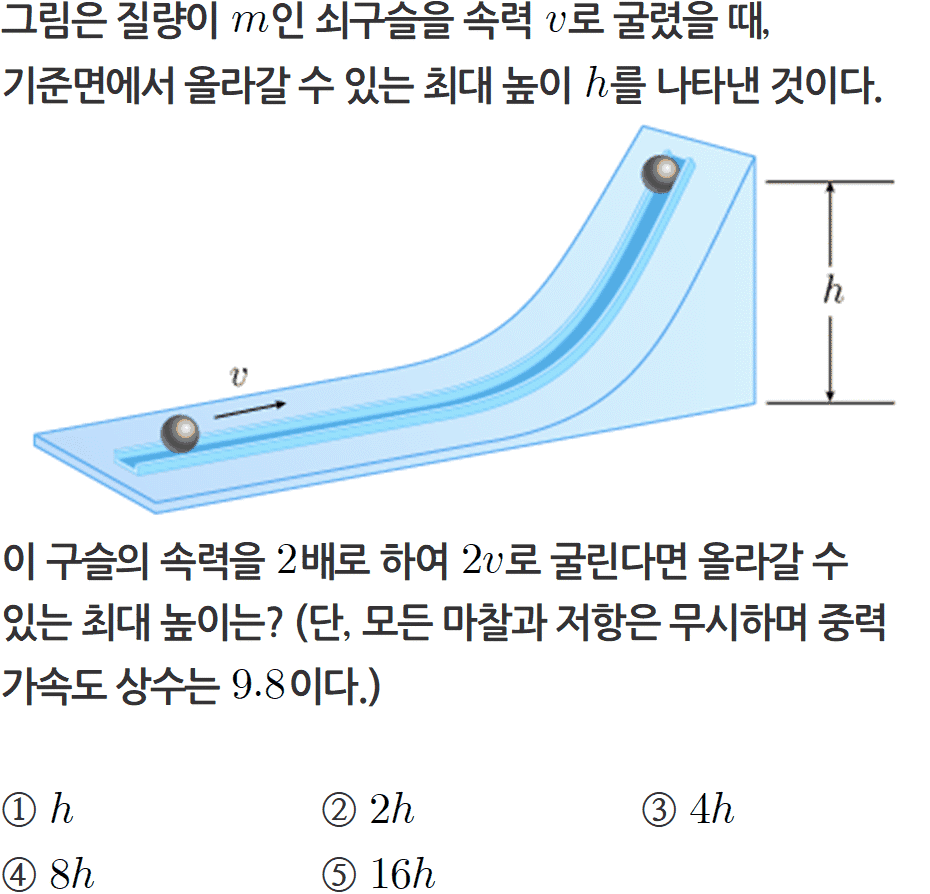 그림은 질량이 m인 쇠구슬을 속력 v로 굴렸을 때,
기준면에서 올라갈 수 있는 최대 높이 h를 나타낸 것이다.
v
h
이 구슬의 속력을 2배로 하여 2v로 굴린다면 올라갈 수
있는 최대 높이는? (단, 모든 마찰과 저항은 무시하며 중력
가속도 상수는 9.8이다.)
① h ② 2h ③ 4h
④ 8h ⑤ 16h